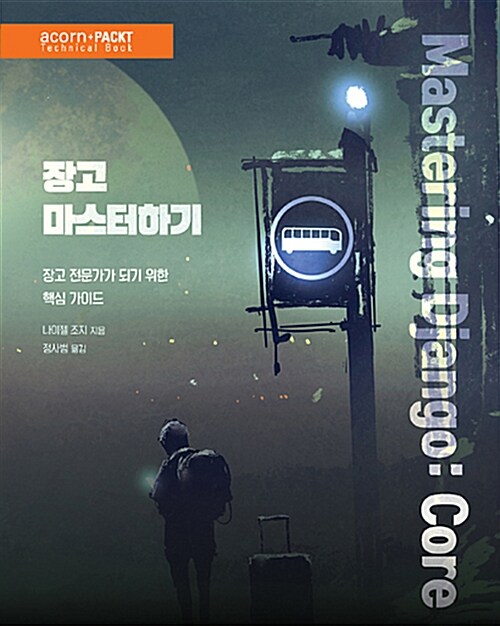 acorn+PACKT
Technical Book
장고
마스터하기
장고 전문가가 되기 위한
핵심 가이드
나이젤 조지 지음
정사범 옮김
Mastering Django: Core